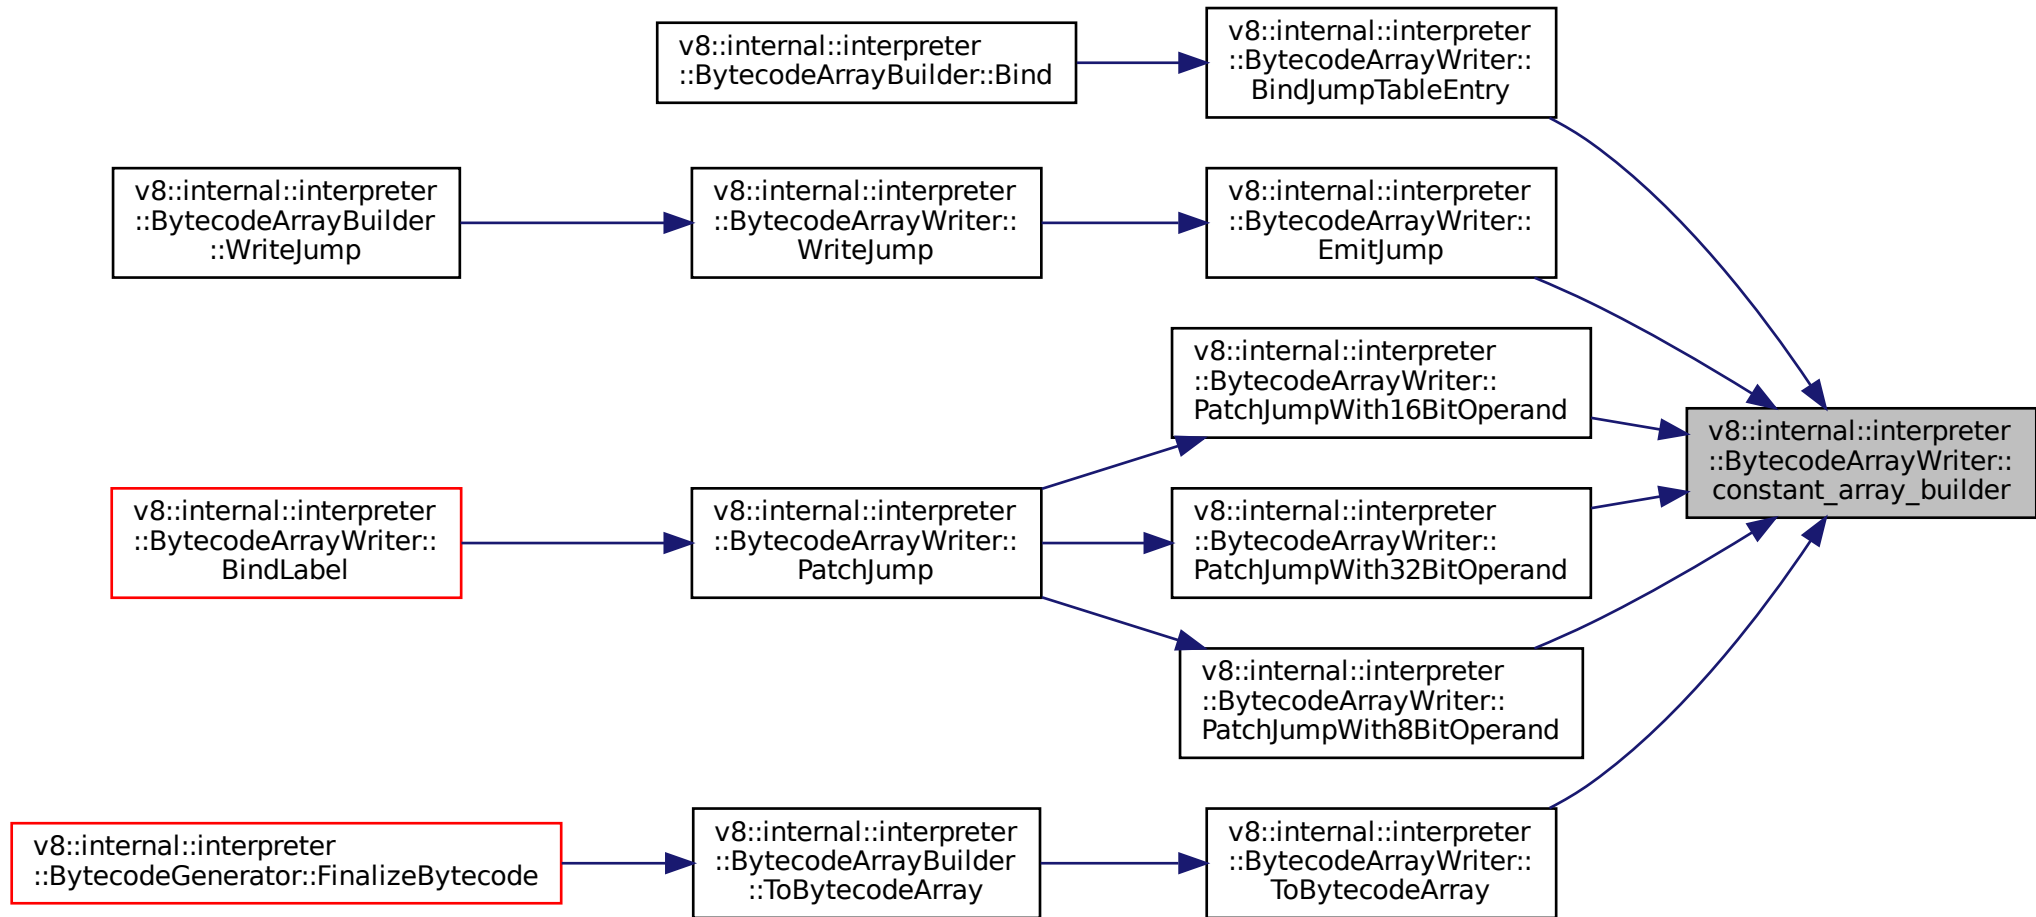 v8::internal::interpreter
::BytecodeArrayBuilder::Bind
v8::internal::interpreter
::BytecodeArrayWriter::
BindJumpTableEntry
v8::internal::interpreter
::BytecodeArrayBuilder
::WriteJump
v8::internal::interpreter
::BytecodeArrayWriter::
WriteJump
v8::internal::interpreter
::BytecodeArrayWriter::
EmitJump
v8::internal::interpreter
::BytecodeArrayWriter::
PatchJumpWith16BitOperand
v8::internal::interpreter
::BytecodeArrayWriter::
constant_array_builder
v8::internal::interpreter
::BytecodeArrayWriter::
BindLabel
v8::internal::interpreter
::BytecodeArrayWriter::
PatchJump
v8::internal::interpreter
::BytecodeArrayWriter::
PatchJumpWith32BitOperand
v8::internal::interpreter
::BytecodeArrayWriter::
PatchJumpWith8BitOperand
v8::internal::interpreter
::BytecodeGenerator::FinalizeBytecode
v8::internal::interpreter
::BytecodeArrayBuilder
::ToBytecodeArray
v8::internal::interpreter
::BytecodeArrayWriter::
ToBytecodeArray